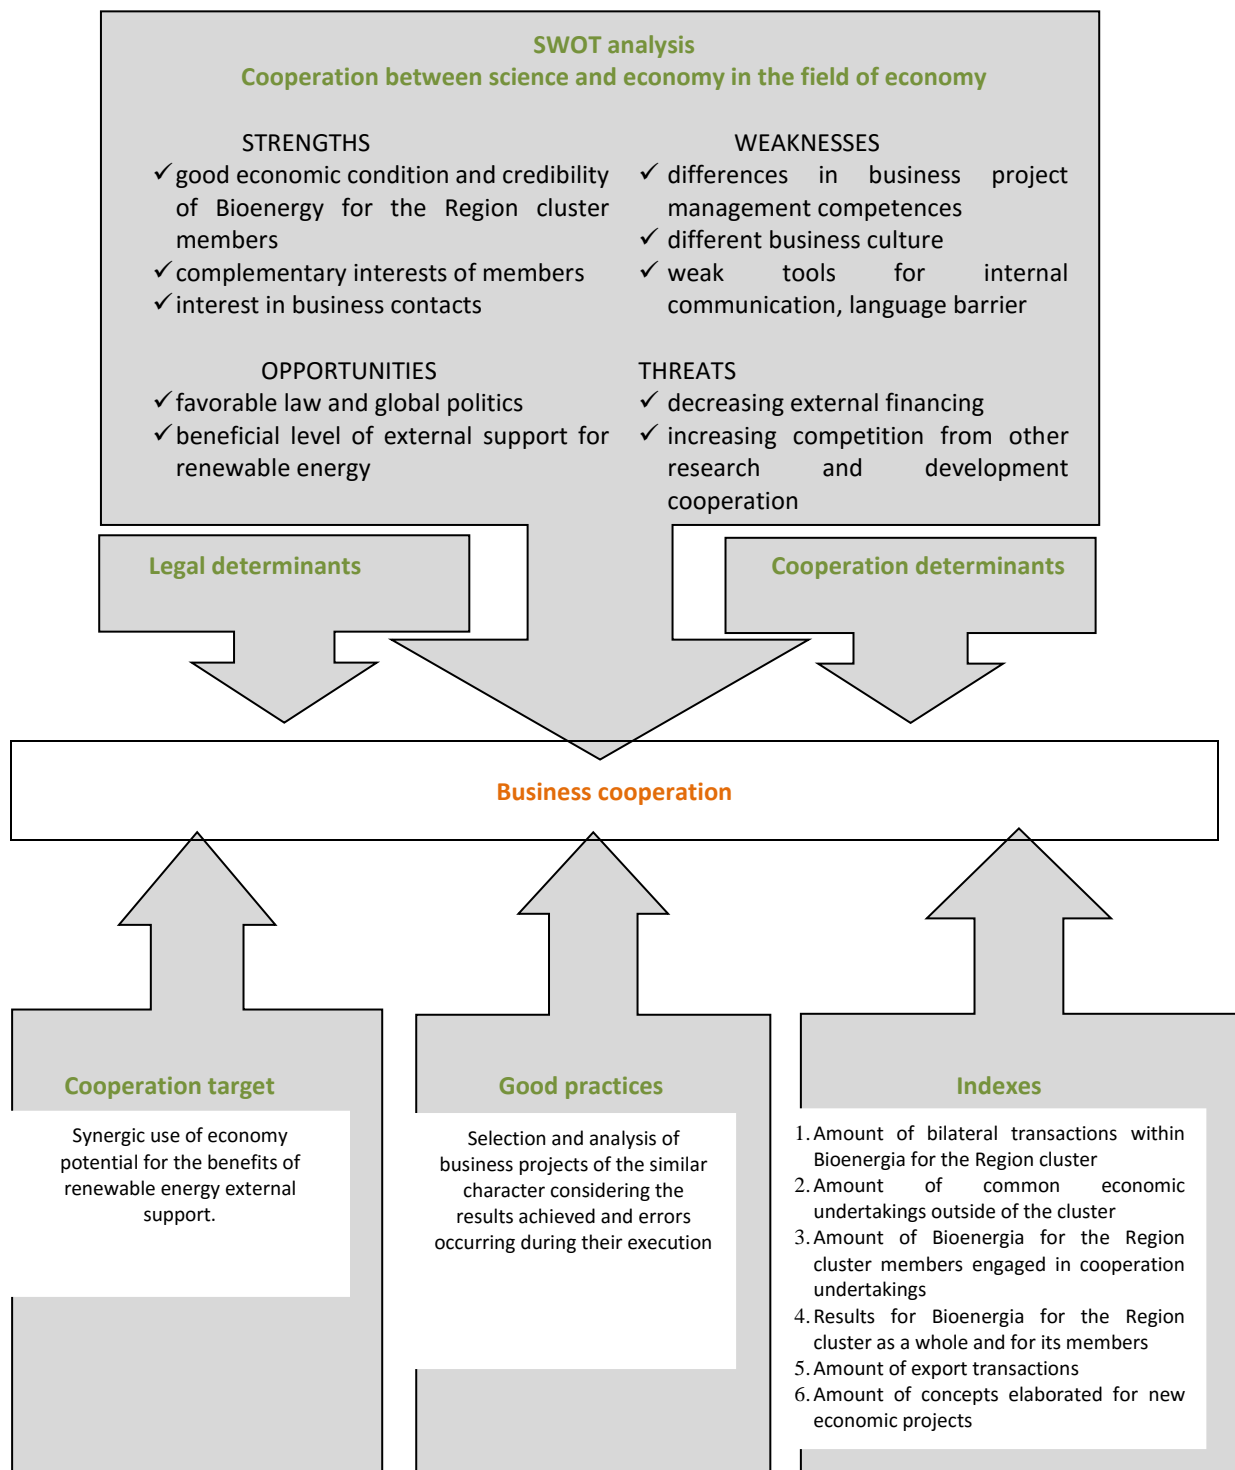 SWOT analysis
Cooperation between science and economy in the field of economy
STRENGTHS
✓ good economic condition and credibility
of Bioenergy for the Region cluster
members
✓ complementary interests of members
✓ interest in business contacts
WEAKNESSES
✓ differences in business project
management competences
✓ different business culture
✓ weak tools for internal
communication, language barrier
OPPORTUNITIES
✓ favorable law and global politics
✓ beneficial level of external support for
renewable energy
THREATS
✓ decreasing external financing
✓ increasing competition from other
research and development
cooperation
Legal determinants
Cooperation determinants
Business cooperation
Cooperation target
Synergic use of economy
potential for the benefits of
renewable energy external
support.
Good practices
Selection and analysis of
business projects of the similar
character considering the
results achieved and errors
occurring during their execution
Indexes
1. Amount of bilateral transactions within
Bioenergia for the Region cluster
2. Amount of common economic
undertakings outside of the cluster
3. Amount of Bioenergia for the Region
cluster members engaged in cooperation
undertakings
4. Results for Bioenergia for the Region
cluster as a whole and for its members
5. Amount of export transactions
6. Amount of concepts elaborated for new
economic projects